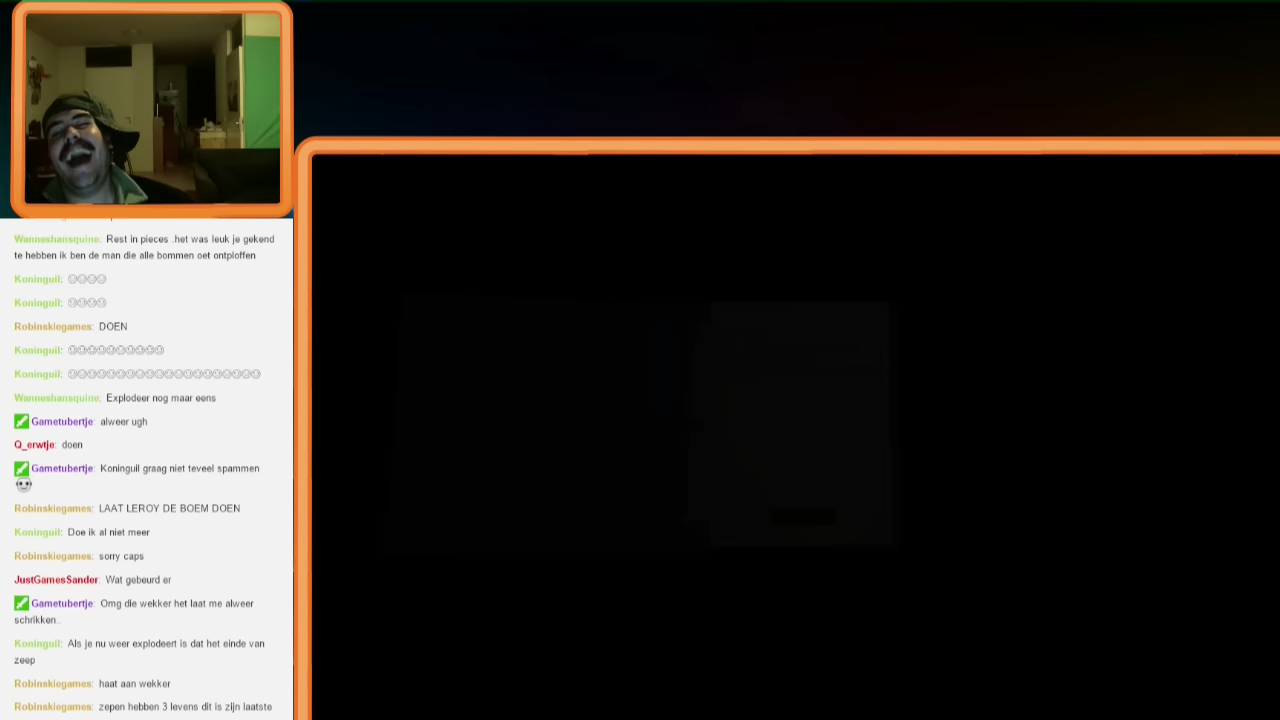 Wanneshansquine: Rest in pieces .het was leuk je gekend
te hebben ik ben de man die alle bommen oet ontploffen
Koninguil:
Koninguil:
Robinskiegames: DOEN
Koninguil:
Koninguil:
Wanneshansquine: Explodeer nog maar eens
Gametubertje: alweer ugh
Q_erwtje: doen
Gametubertje: Koninguil graag niet teveel spammen
Robinskiegames: LAAT LEROY DE BOEM DOEN
Koninguil: Doe ik al niet meer
Robinskiegames: sorry caps
JustGamesSander: Wat gebeurd er
Gametubertje: Omg die wekker het laat me alweer
schrikken..
Koninguil: Als je nu weer explodeert is dat het einde van
zeep
Robinskiegames: haat aan wekker
Robinskiegames: zepen hebben 3 levens dit is zijn laatste